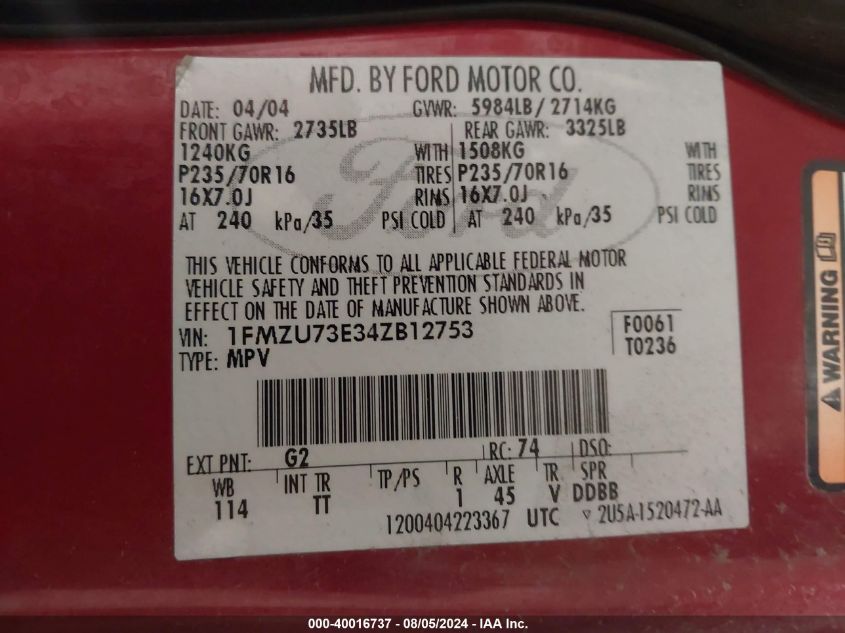 MFD. BY FORD MOTOR CO.
DATE: 04/04 GVWR: 5984LB/ 2714KG
FRONT GAWR: 2735LB REAR GAWR: 3325LB
1240KG WITH 1508KG WITH
P235/70R16 TIRES P235/70R16 TIRES
16X7.0J RIMS 16X7.0J RIMS
AT 240 kPa/35 PSI COLD AT 240 kPa/35 PSI COLD
Ford
THIS VEHICLE CONFORMS TO ALL APPLICABLE FEDERAL MOTOR
VEHICLE SAFETY AND THEFT PREVENTION STANDARDS IN
EFFECT ON THE DATE OF MANUFACTURE SHOWN ABOVE.
VIN: 1FMZU73E34ZB12753 F0061
TYPE: MPV T0236
EXT PNT: G2 RC: 74 DSO:
WB INT TR TP/PS R AXLE TR SPR
114 TT 1 45 V DDBB
1200404223367 UTC ▽ 2U5A-1520472-AA
WARNING
000-40016737 - 08/05/2024 - IAA Inc.